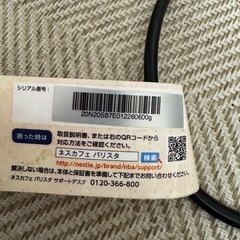 シリアル番号:
20N20S87E012260600g
困った時は
取扱説明書、または右のQRコードから
方法をご確認ください。
ネスカフェ バリスタ 検索
http://nestle.jp/brand/nba/support/
解決しない場合は、本体と保証書を準備して下記までお問い合わせください
ネスカフェ バリスタ サポートデスク 0120-366-800